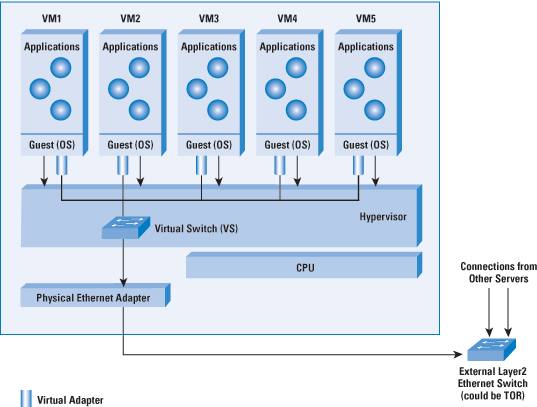 VM1 VM2 VM3 VM4 VM5
Applications Applications Applications Applications Applications
Guest (OS) Guest (OS) Guest (OS) Guest (OS) Guest (OS)
Hypervisor
Virtual Switch (VS)
CPU
Physical Ethernet Adapter
Connections from
Other Servers
External Layer2
Ethernet Switch
(could be TOR)
Virtual Adapter